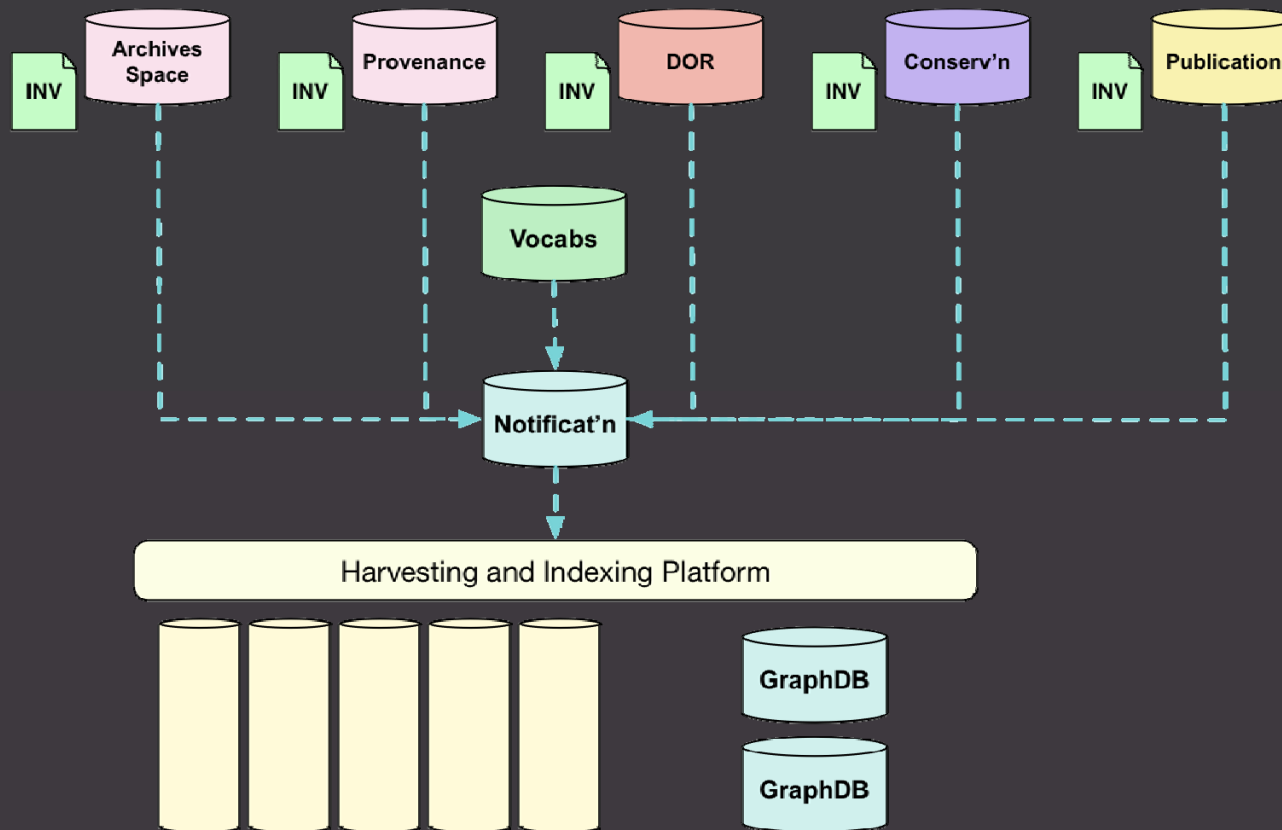 Archives
Space
INV
Provenance
INV
DOR
INV
Conserv'n
INV
Publication
INV
Vocabs
Notificat'n
Harvesting and Indexing Platform
GraphDB
GraphDB